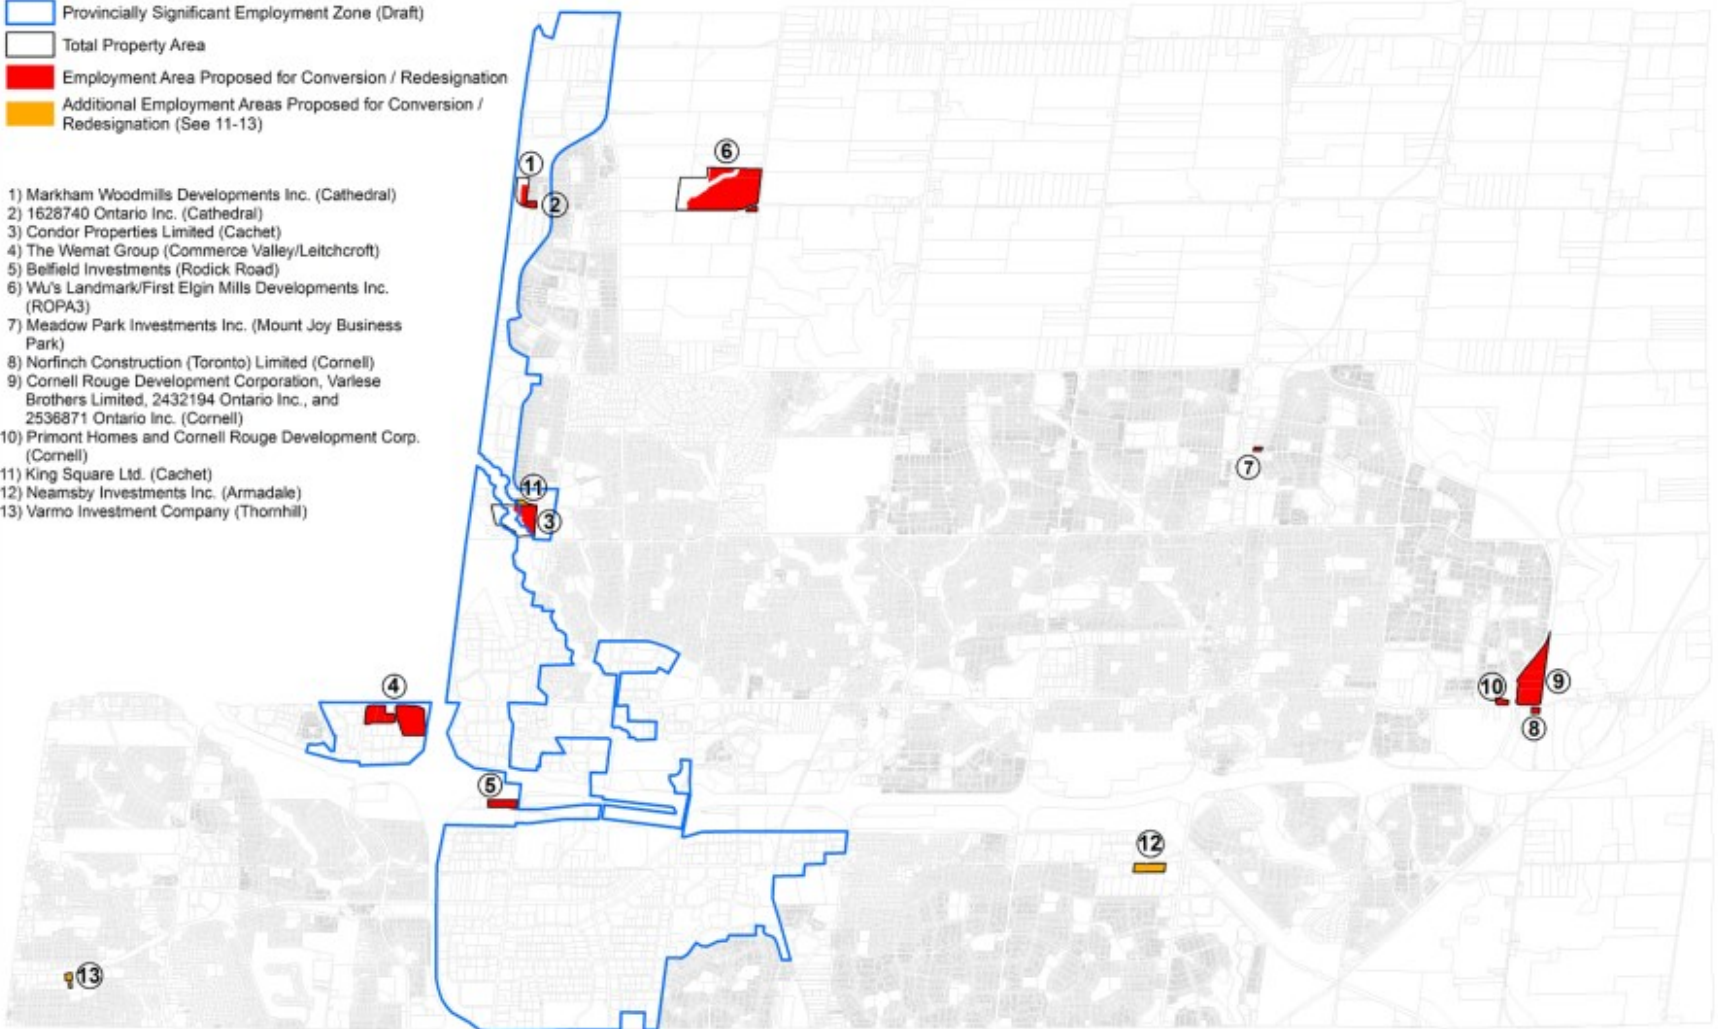 Provincially Significant Employment Zone (Draft)
Total Property Area
Employment Area Proposed for Conversion / Redesignation
Additional Employment Areas Proposed for Conversion /
Redesignation (See 11-13)
1) Markham Woodmills Developments Inc. (Cathedral)
2) 1628740 Ontario Inc. (Cathedral)
3) Condor Properties Limited (Cachet)
4) The Wemat Group (Commerce Valley/Leitchcroft)
5) Belfield Investments (Rodick Road)
6) Wu's Landmark/First Elgin Mills Developments Inc.
(ROPA3)
7) Meadow Park Investments Inc. (Mount Joy Business
Park)
8) Norfinch Construction (Toronto) Limited (Cornell)
9) Cornell Rouge Development Corporation, Varlese
Brothers Limited, 2432194 Ontario Inc., and
2536871 Ontario Inc. (Cornell)
10) Primont Homes and Cornell Rouge Development Corp.
(Cornell)
11) King Square Ltd. (Cachet)
12) Neamsby Investments Inc. (Armadale)
13) Varmo Investment Company (Thornhill)
1
6
2
7
11
3
4
10
9
8
5
12
13